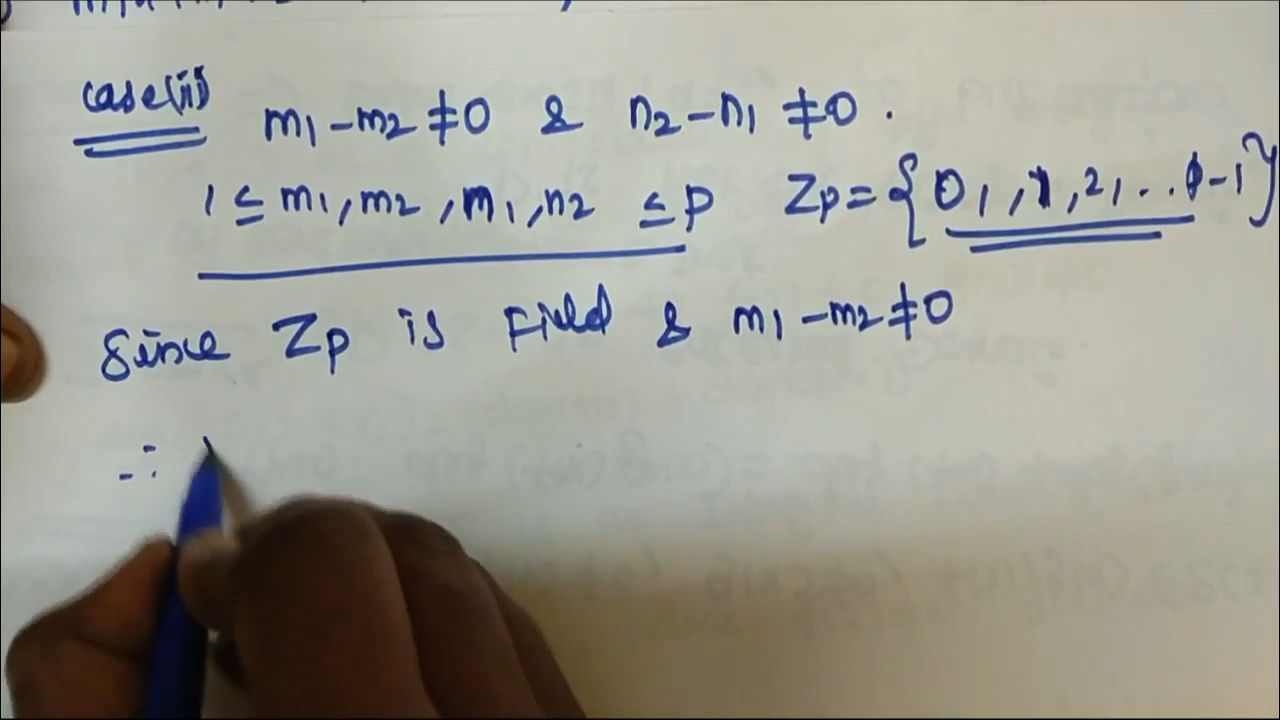 case(ii) m1-m2≠0 & n2-n1≠0.
1≤m1,m2,n1,n2≤p Zp={0,1,2,...p-1}
Since Zp is Field & m1-m2≠0
∴